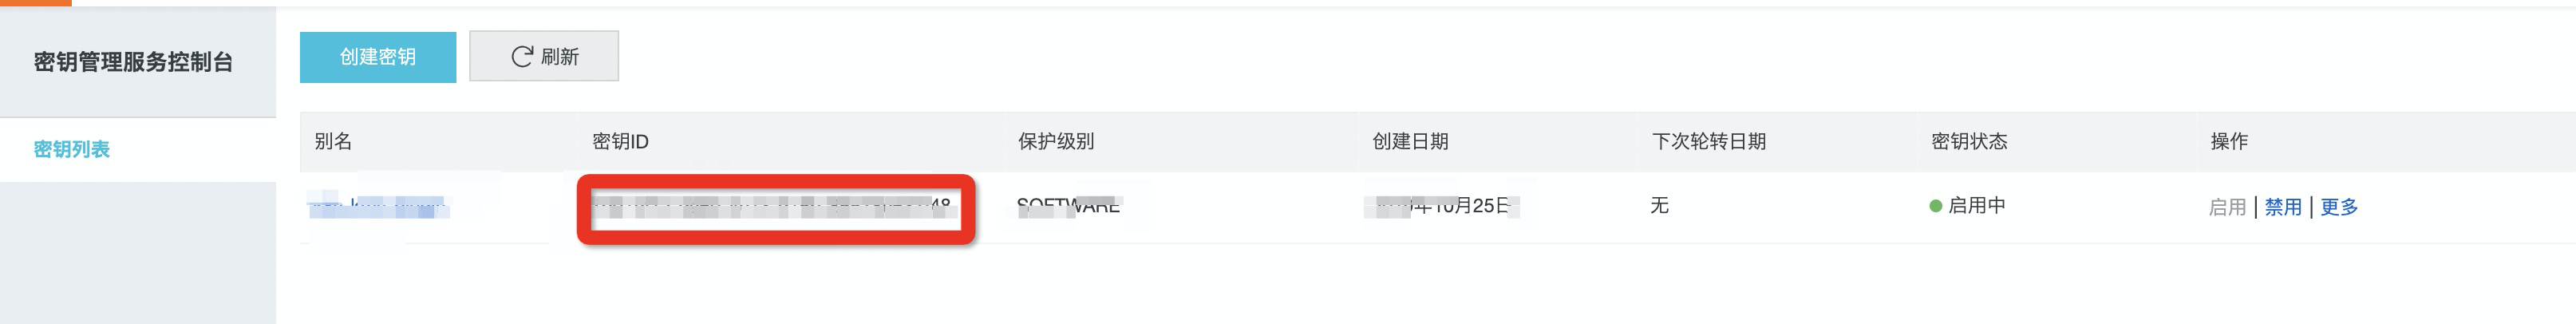 密钥管理服务控制台
密钥列表
创建密钥
刷新
别名 密钥ID 保护级别 创建日期 下次轮转日期 密钥状态 操作
48 SOFTWARE 10月25日 无 启用中 启用 | 禁用 | 更多